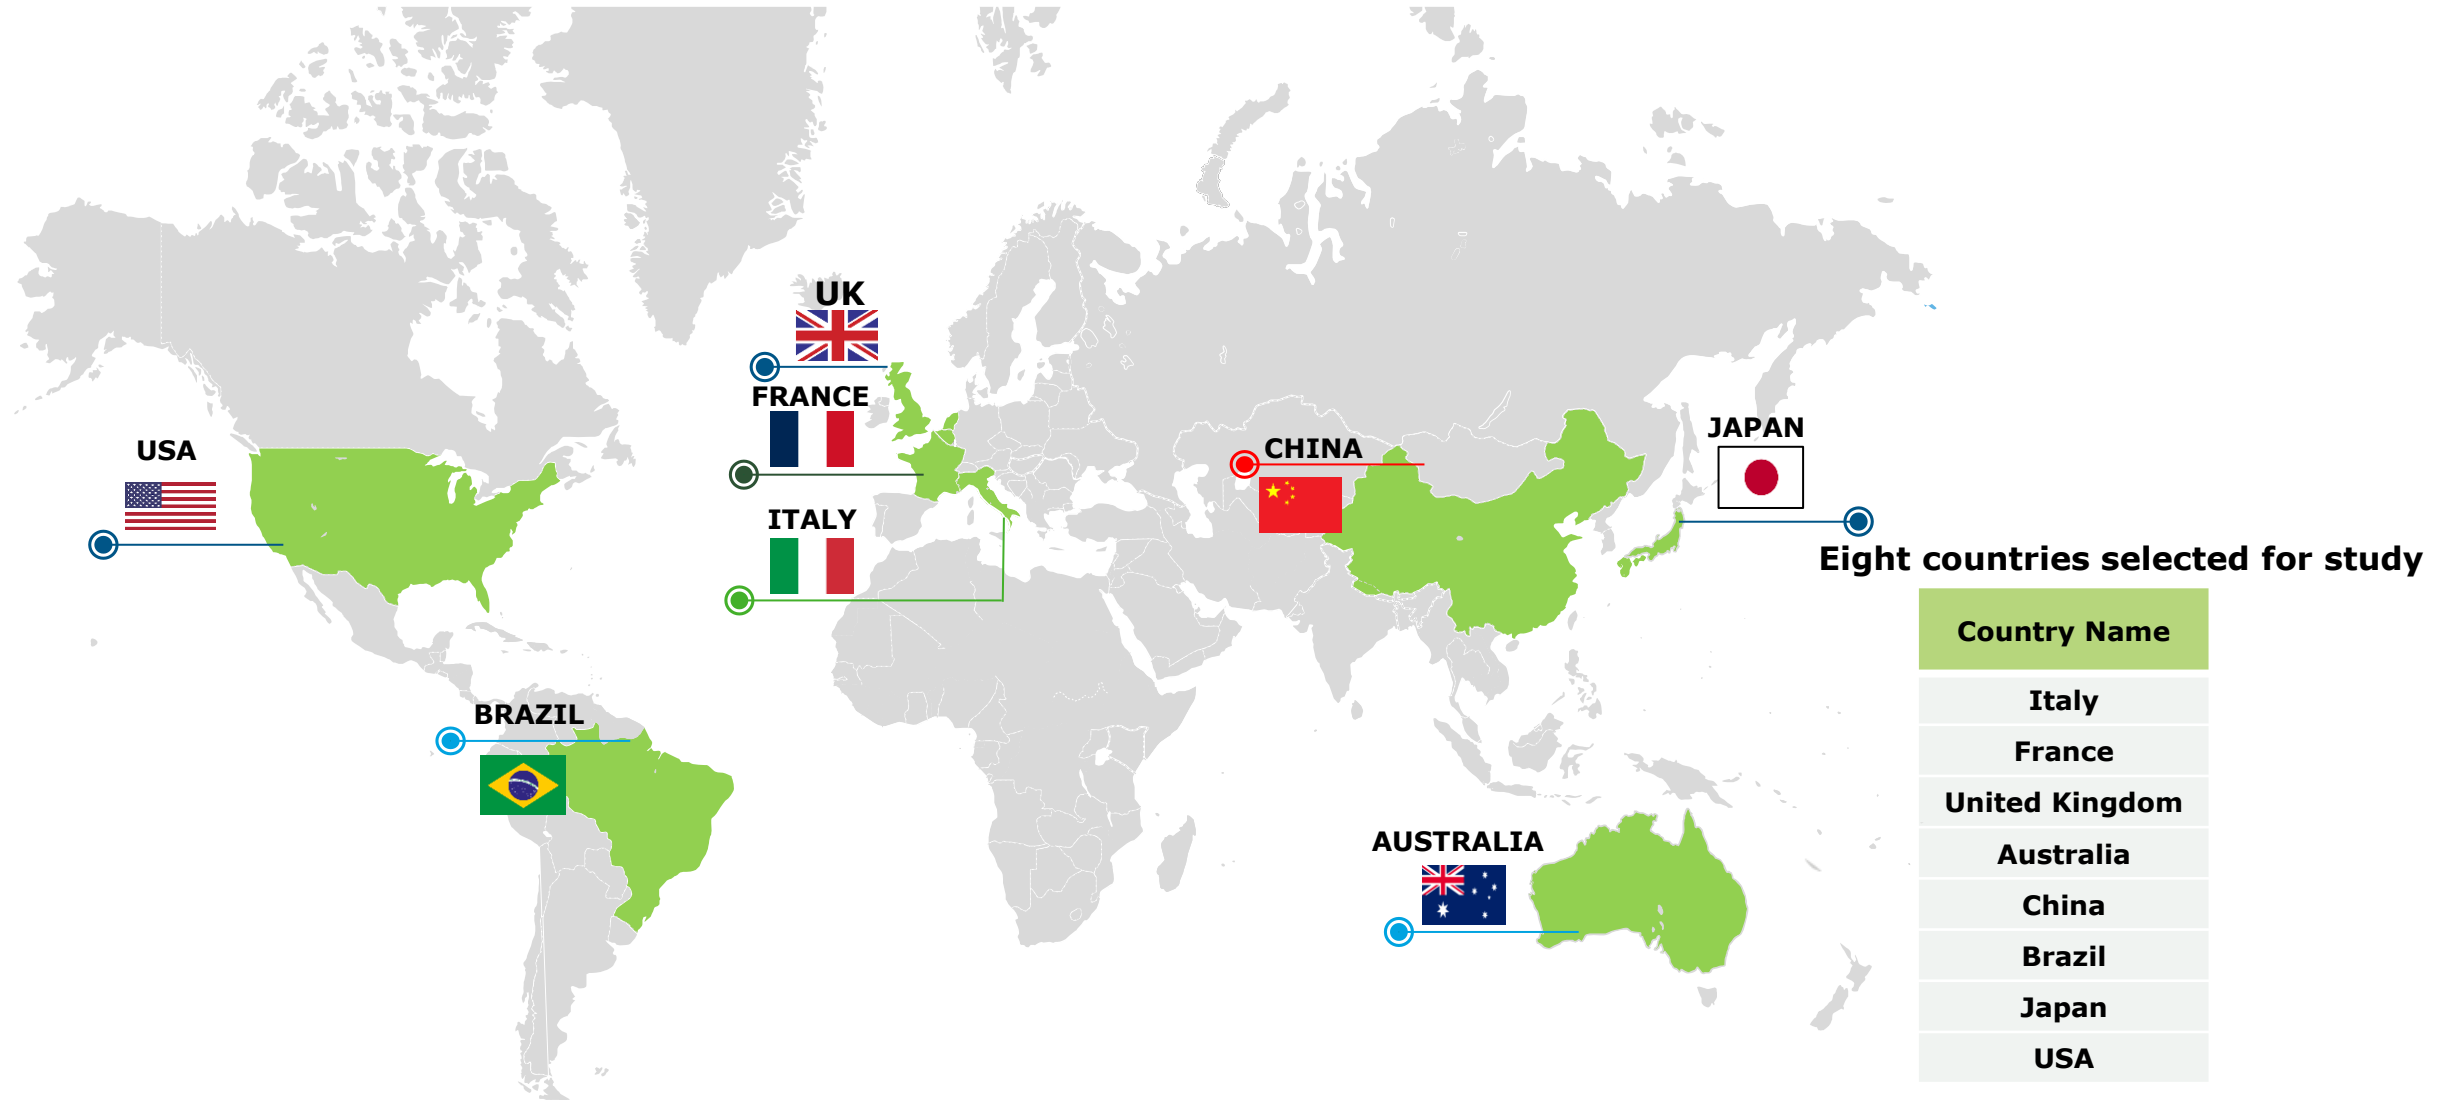 UK
FRANCE
USA
CHINA
JAPAN
ITALY
Eight countries selected for study
Country Name
Italy
France
United Kingdom
Australia
China
Brazil
Japan
USA
BRAZIL
AUSTRALIA